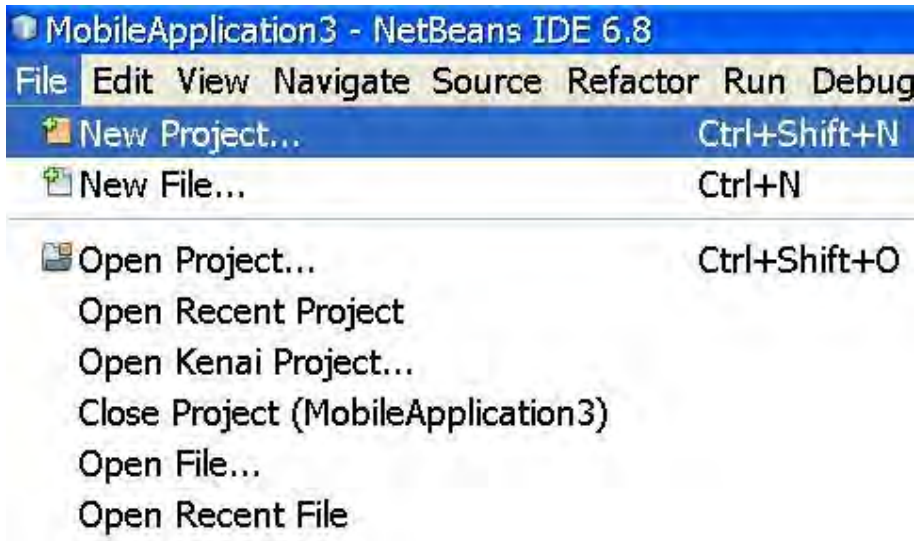 MobileApplication3 - NetBeans IDE 6.8
File Edit View Navigate Source Refactor Run Debug
New Project... Ctrl+Shift+N
New File... Ctrl+N
Open Project... Ctrl+Shift+O
Open Recent Project
Open Kenai Project...
Close Project (MobileApplication3)
Open File...
Open Recent File